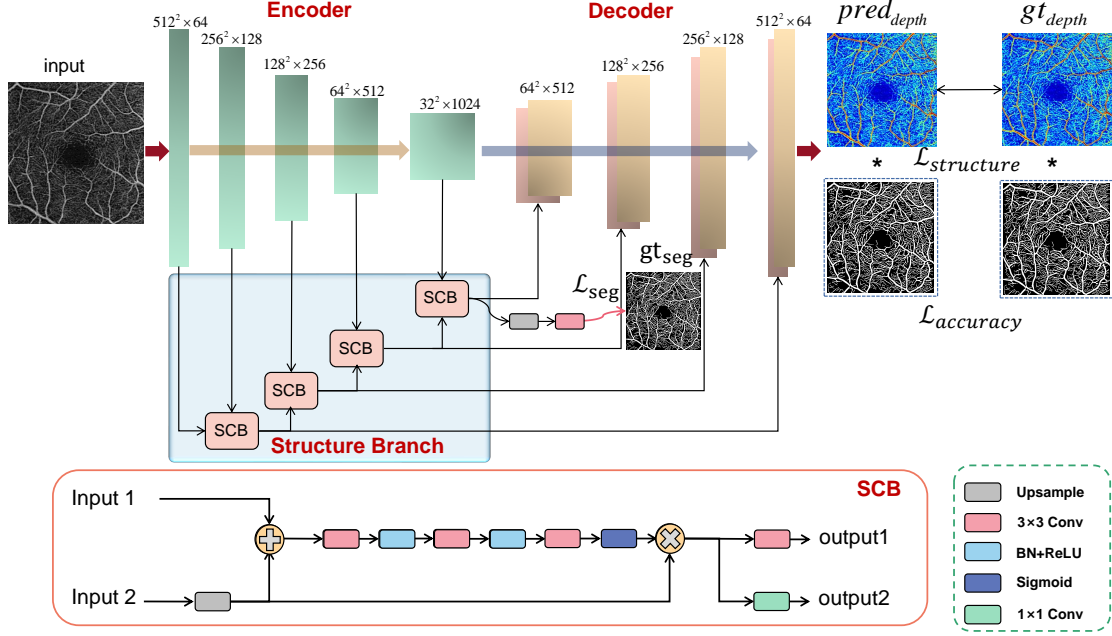 Encoder
Decoder
512² × 64
256² × 128
128² × 256
64² × 512
32² × 1024
64² × 512
128² × 256
256² × 128
512² × 64
pred_depth
gt_depth
input
*
ℒ_structure
*
SCB
SCB
SCB
SCB
ℒ_seg
gt_seg
ℒ_accuracy
Structure Branch
SCB
Input 1
Input 2
output1
output2
Upsample
3×3 Conv
BN+ReLU
Sigmoid
1×1 Conv